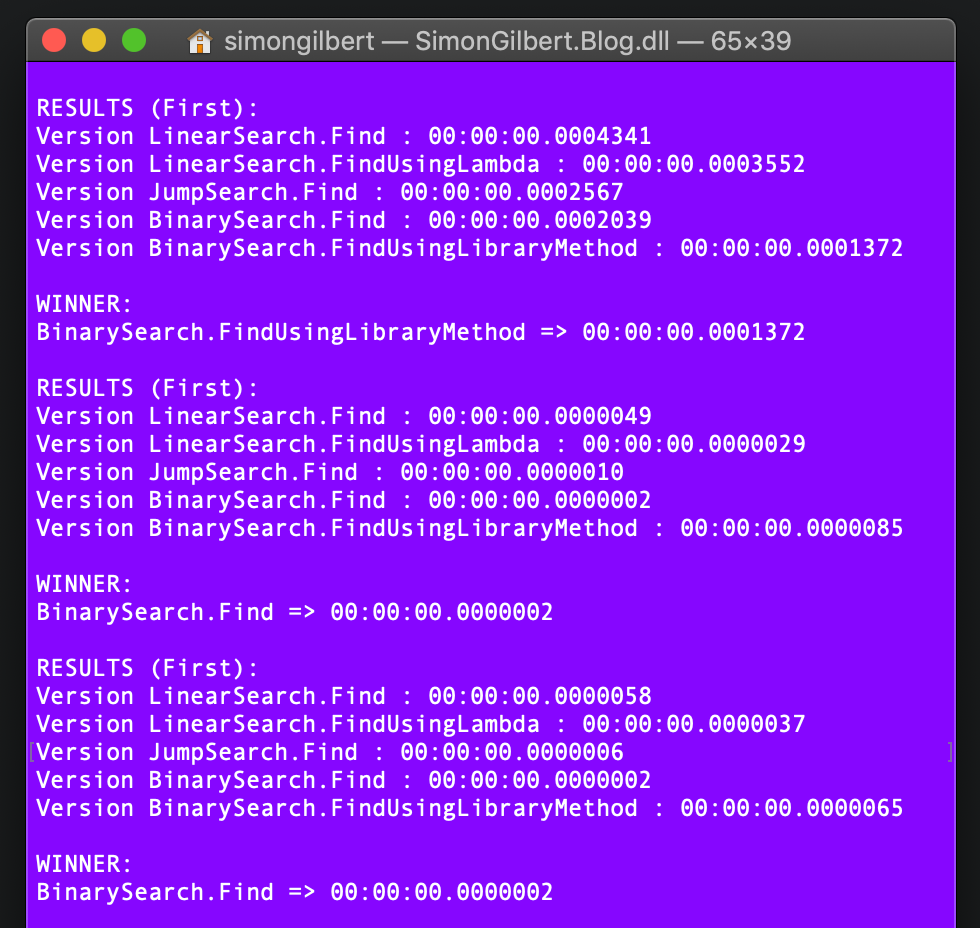 simongilbert — SimonGilbert.Blog.dll — 65×39
RESULTS (First):
Version LinearSearch.Find : 00:00:00.0004341
Version LinearSearch.FindUsingLambda : 00:00:00.0003552
Version JumpSearch.Find : 00:00:00.0002567
Version BinarySearch.Find : 00:00:00.0002039
Version BinarySearch.FindUsingLibraryMethod : 00:00:00.0001372
WINNER:
BinarySearch.FindUsingLibraryMethod => 00:00:00.0001372
RESULTS (First):
Version LinearSearch.Find : 00:00:00.0000049
Version LinearSearch.FindUsingLambda : 00:00:00.0000029
Version JumpSearch.Find : 00:00:00.0000010
Version BinarySearch.Find : 00:00:00.0000002
Version BinarySearch.FindUsingLibraryMethod : 00:00:00.0000085
WINNER:
BinarySearch.Find => 00:00:00.0000002
RESULTS (First):
Version LinearSearch.Find : 00:00:00.0000058
Version LinearSearch.FindUsingLambda : 00:00:00.0000037
[Version JumpSearch.Find : 00:00:00.0000006 ]
Version BinarySearch.Find : 00:00:00.0000002
Version BinarySearch.FindUsingLibraryMethod : 00:00:00.0000065
WINNER:
BinarySearch.Find => 00:00:00.0000002